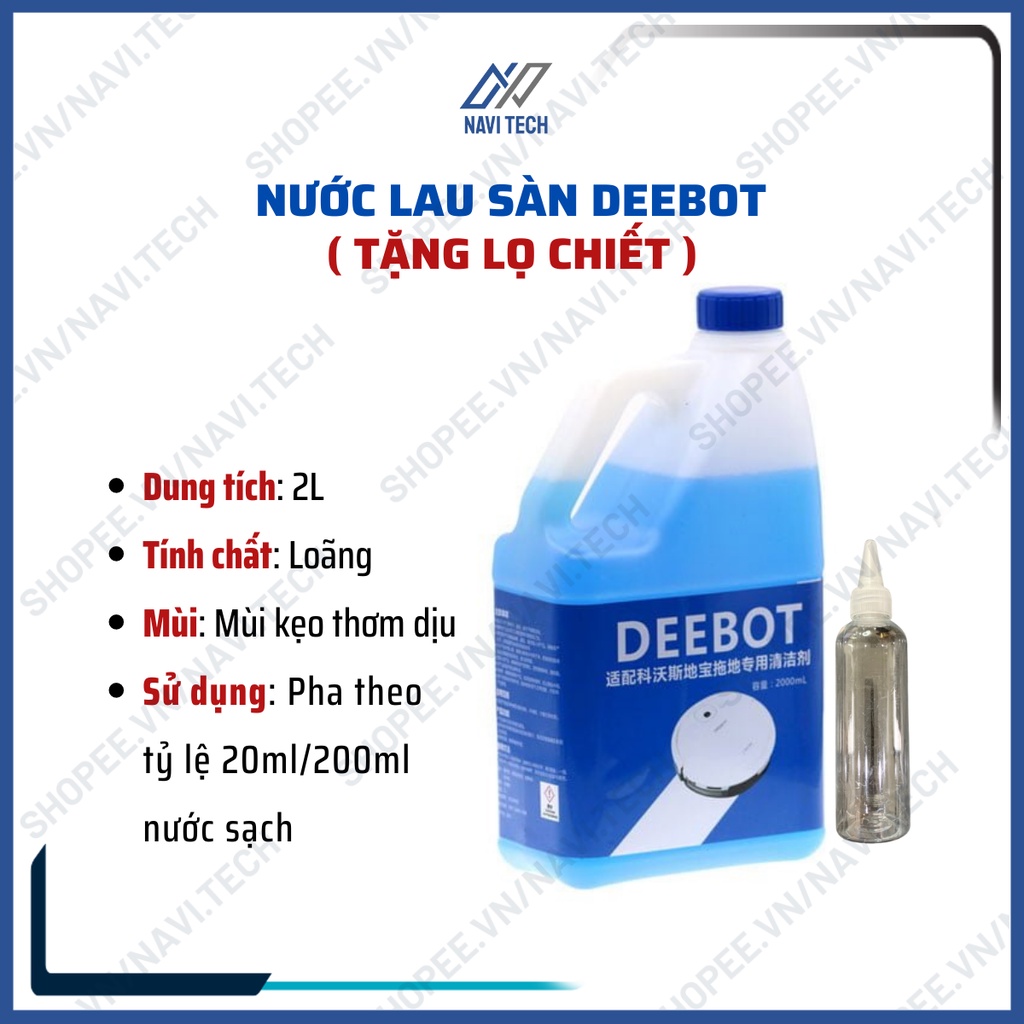 NAVI TECH
NƯỚC LAU SÀN DEEBOT
( TẶNG LỌ CHIẾT )
• Dung tích: 2L
• Tính chất: Loãng
• Mùi: Mùi kẹo thơm dịu
• Sử dụng: Pha theo
tỷ lệ 20ml/200ml
nước sạch
DEEBOT
适配科沃斯地宝拖地专用清洁剂
容量：2000mL
SHOPEE.VN/NAVI.TECH